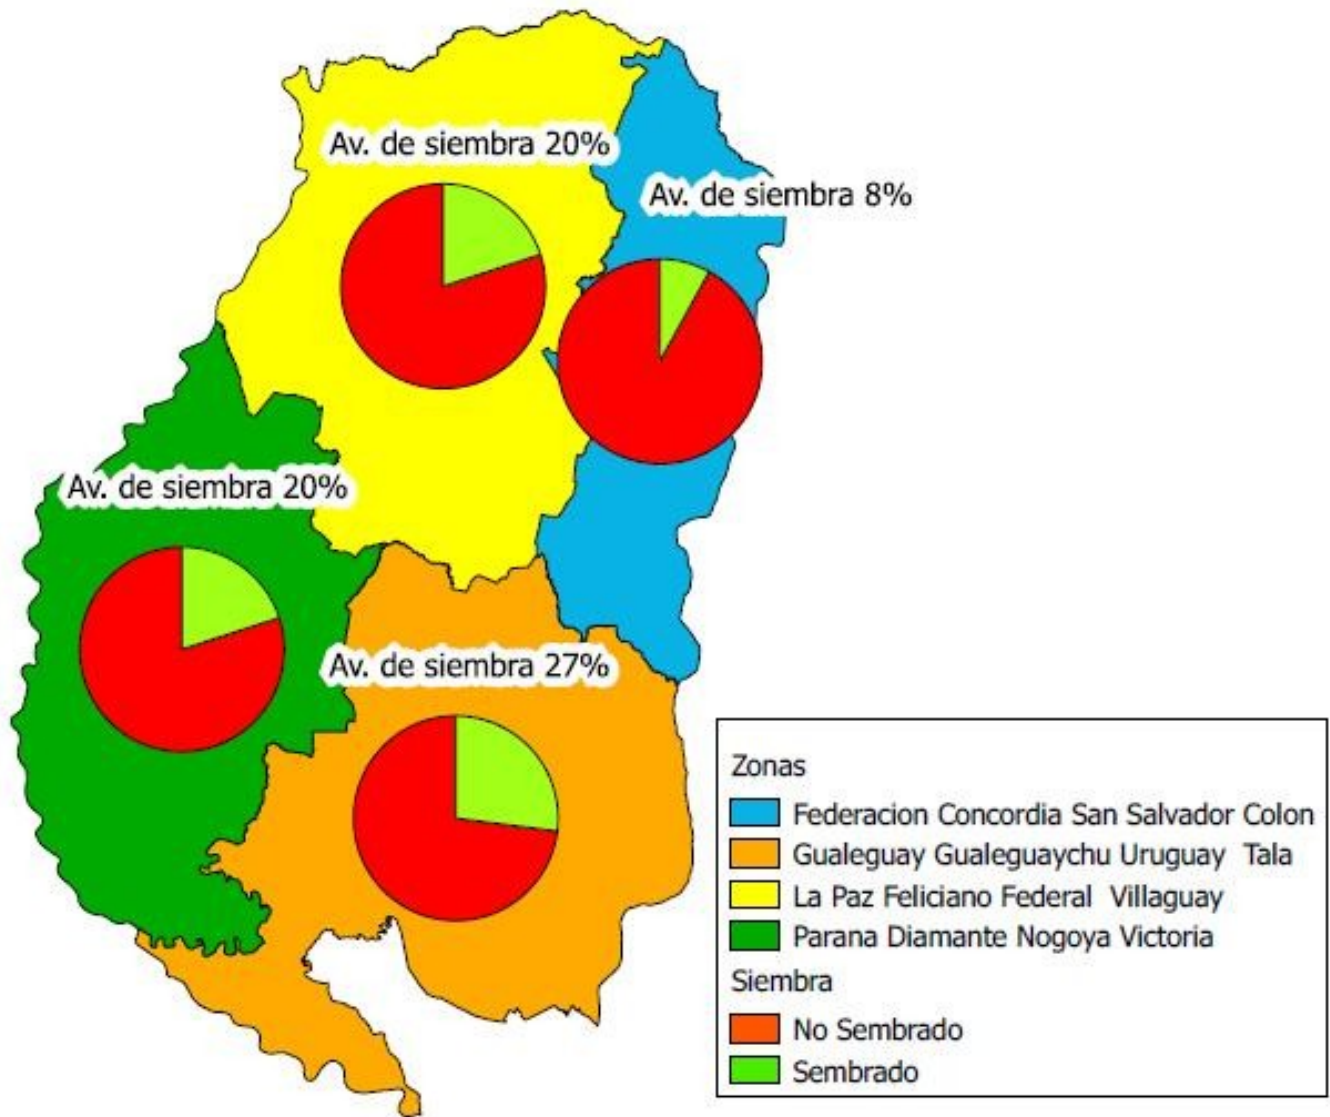 Av. de siembra 20%
Av. de siembra 8%
Av. de siembra 20%
Av. de siembra 27%
Zonas
Federacion Concordia San Salvador Colon
Gualeguay Gualeguaychu Uruguay  Tala
La Paz Feliciano Federal  Villaguay
Parana Diamante Nogoya Victoria
Siembra
No Sembrado
Sembrado